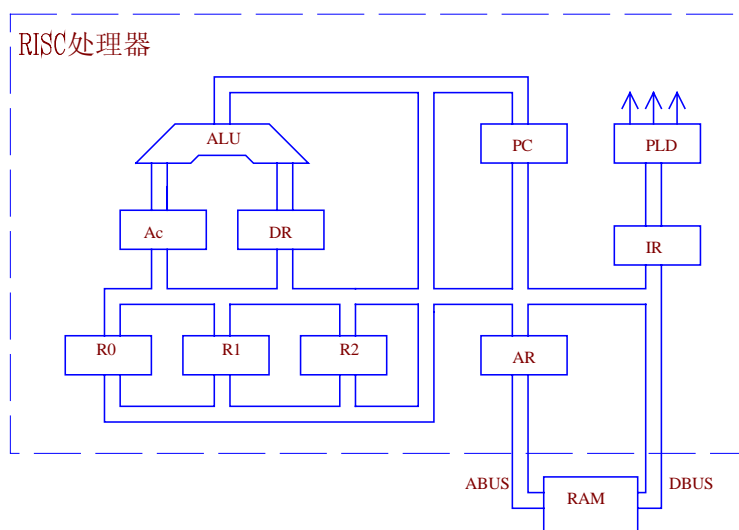 RISC处理器
ALU
PC
PLD
Ac
DR
IR
R0
R1
R2
AR
ABUS
RAM
DBUS